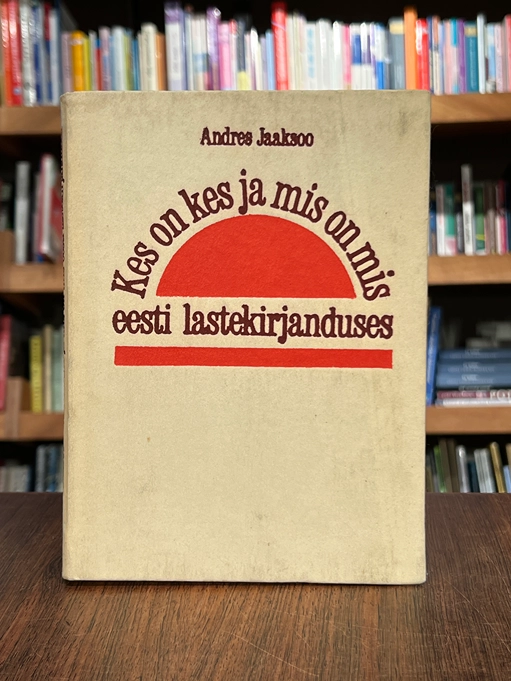 Andres Jaaksoo
Kes on kes ja mis on mis
eesti lastekirjanduses